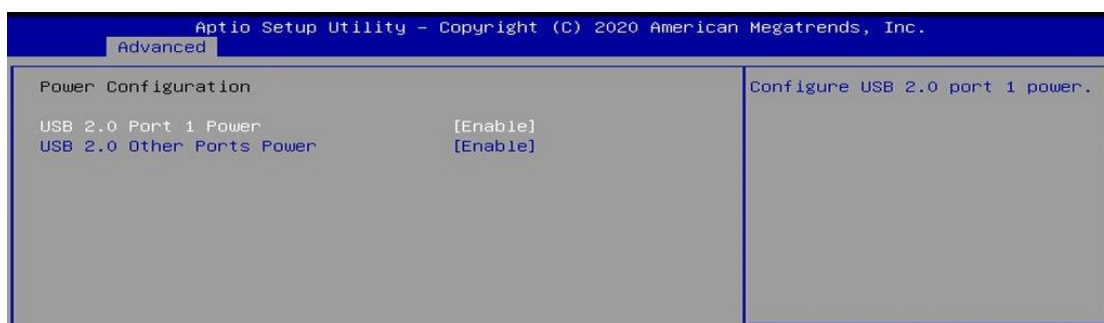 Aptio Setup Utility – Copyright (C) 2020 American Megatrends, Inc.
Advanced
Power Configuration
Configure USB 2.0 port 1 power.
USB 2.0 Port 1 Power [Enable]
USB 2.0 Other Ports Power [Enable]